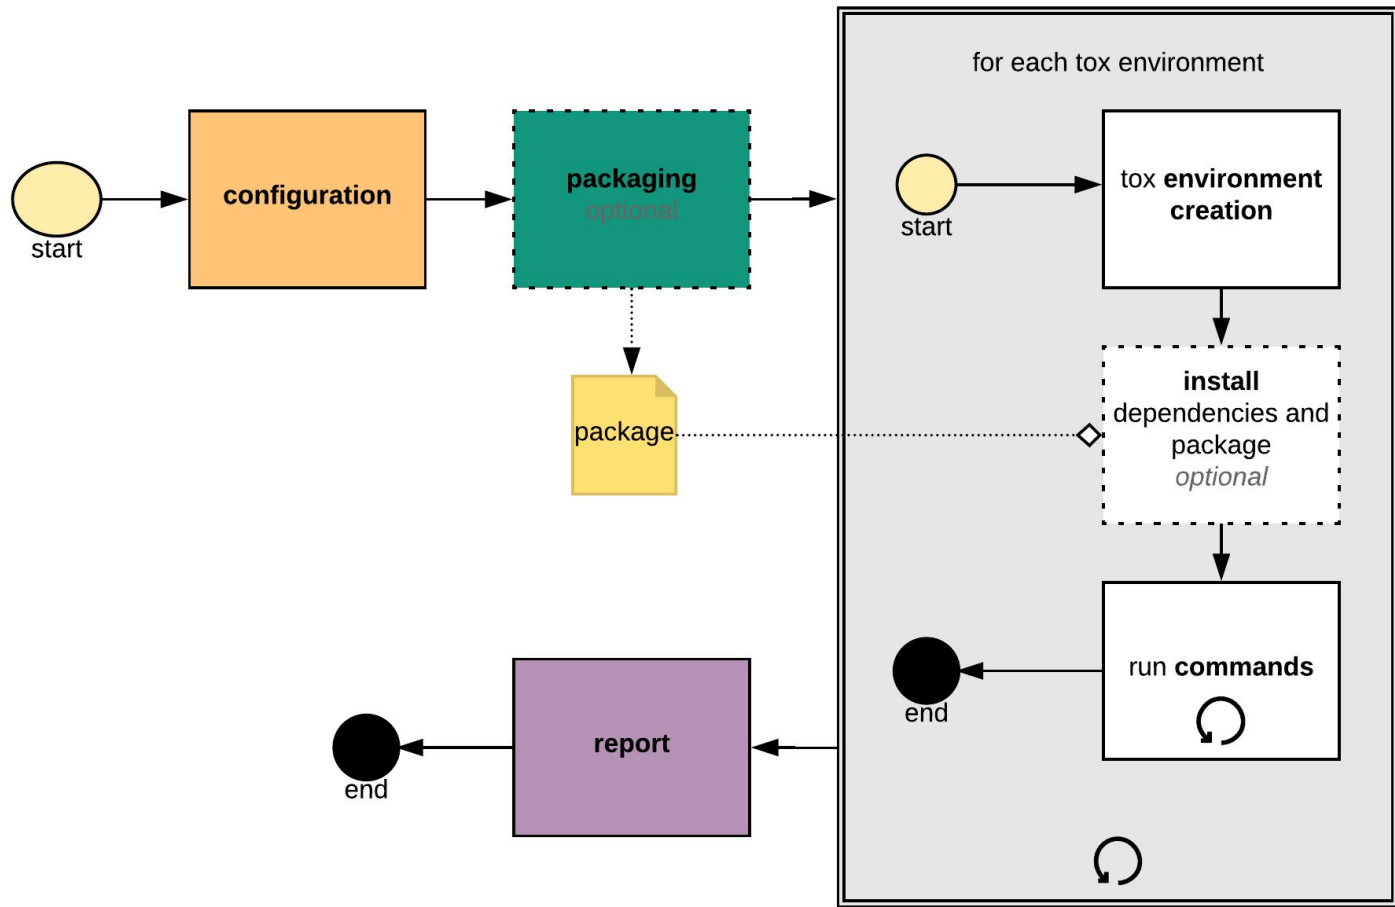 for each tox environment
start
configuration
packaging
optional
start
tox environment
creation
package
install
dependencies and
package
optional
run commands
end
report
end